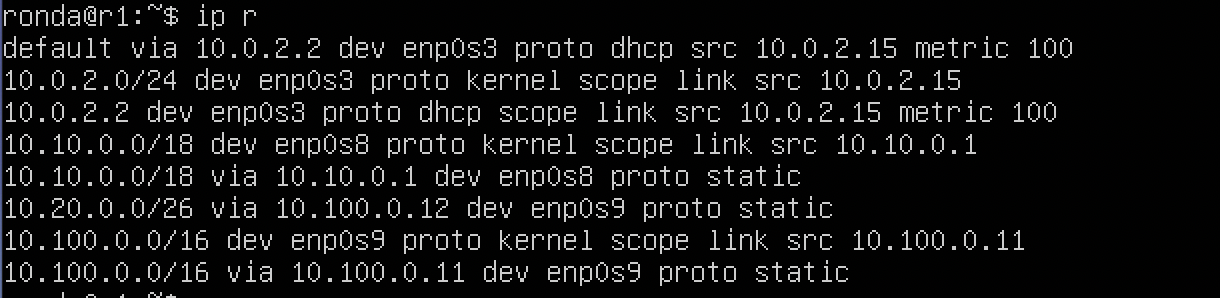 ronda@r1:~$ ip r
default via 10.0.2.2 dev enp0s3 proto dhcp src 10.0.2.15 metric 100
10.0.2.0/24 dev enp0s3 proto kernel scope link src 10.0.2.15
10.0.2.2 dev enp0s3 proto dhcp scope link src 10.0.2.15 metric 100
10.10.0.0/18 dev enp0s8 proto kernel scope link src 10.10.0.1
10.10.0.0/18 via 10.10.0.1 dev enp0s8 proto static
10.20.0.0/26 via 10.100.0.12 dev enp0s9 proto static
10.100.0.0/16 dev enp0s9 proto kernel scope link src 10.100.0.11
10.100.0.0/16 via 10.100.0.11 dev enp0s9 proto static